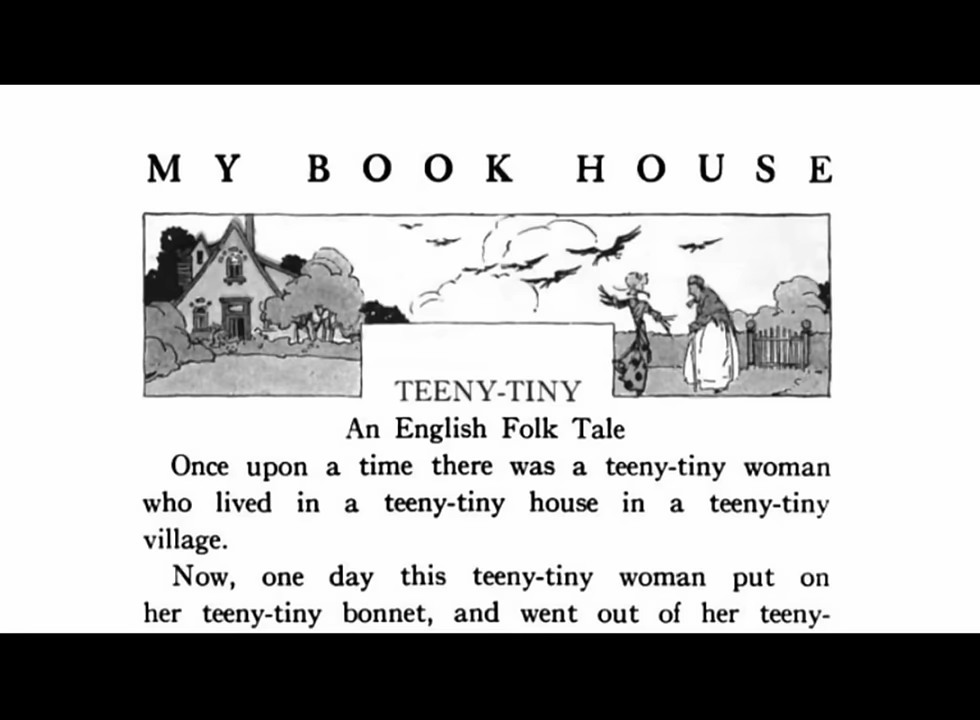 MY BOOK HOUSE
TEENY-TINY
An English Folk Tale
Once upon a time there was a teeny-tiny woman
who lived in a teeny-tiny house in a teeny-tiny
village.
Now, one day this teeny-tiny woman put on
her teeny-tiny bonnet, and went out of her teeny-